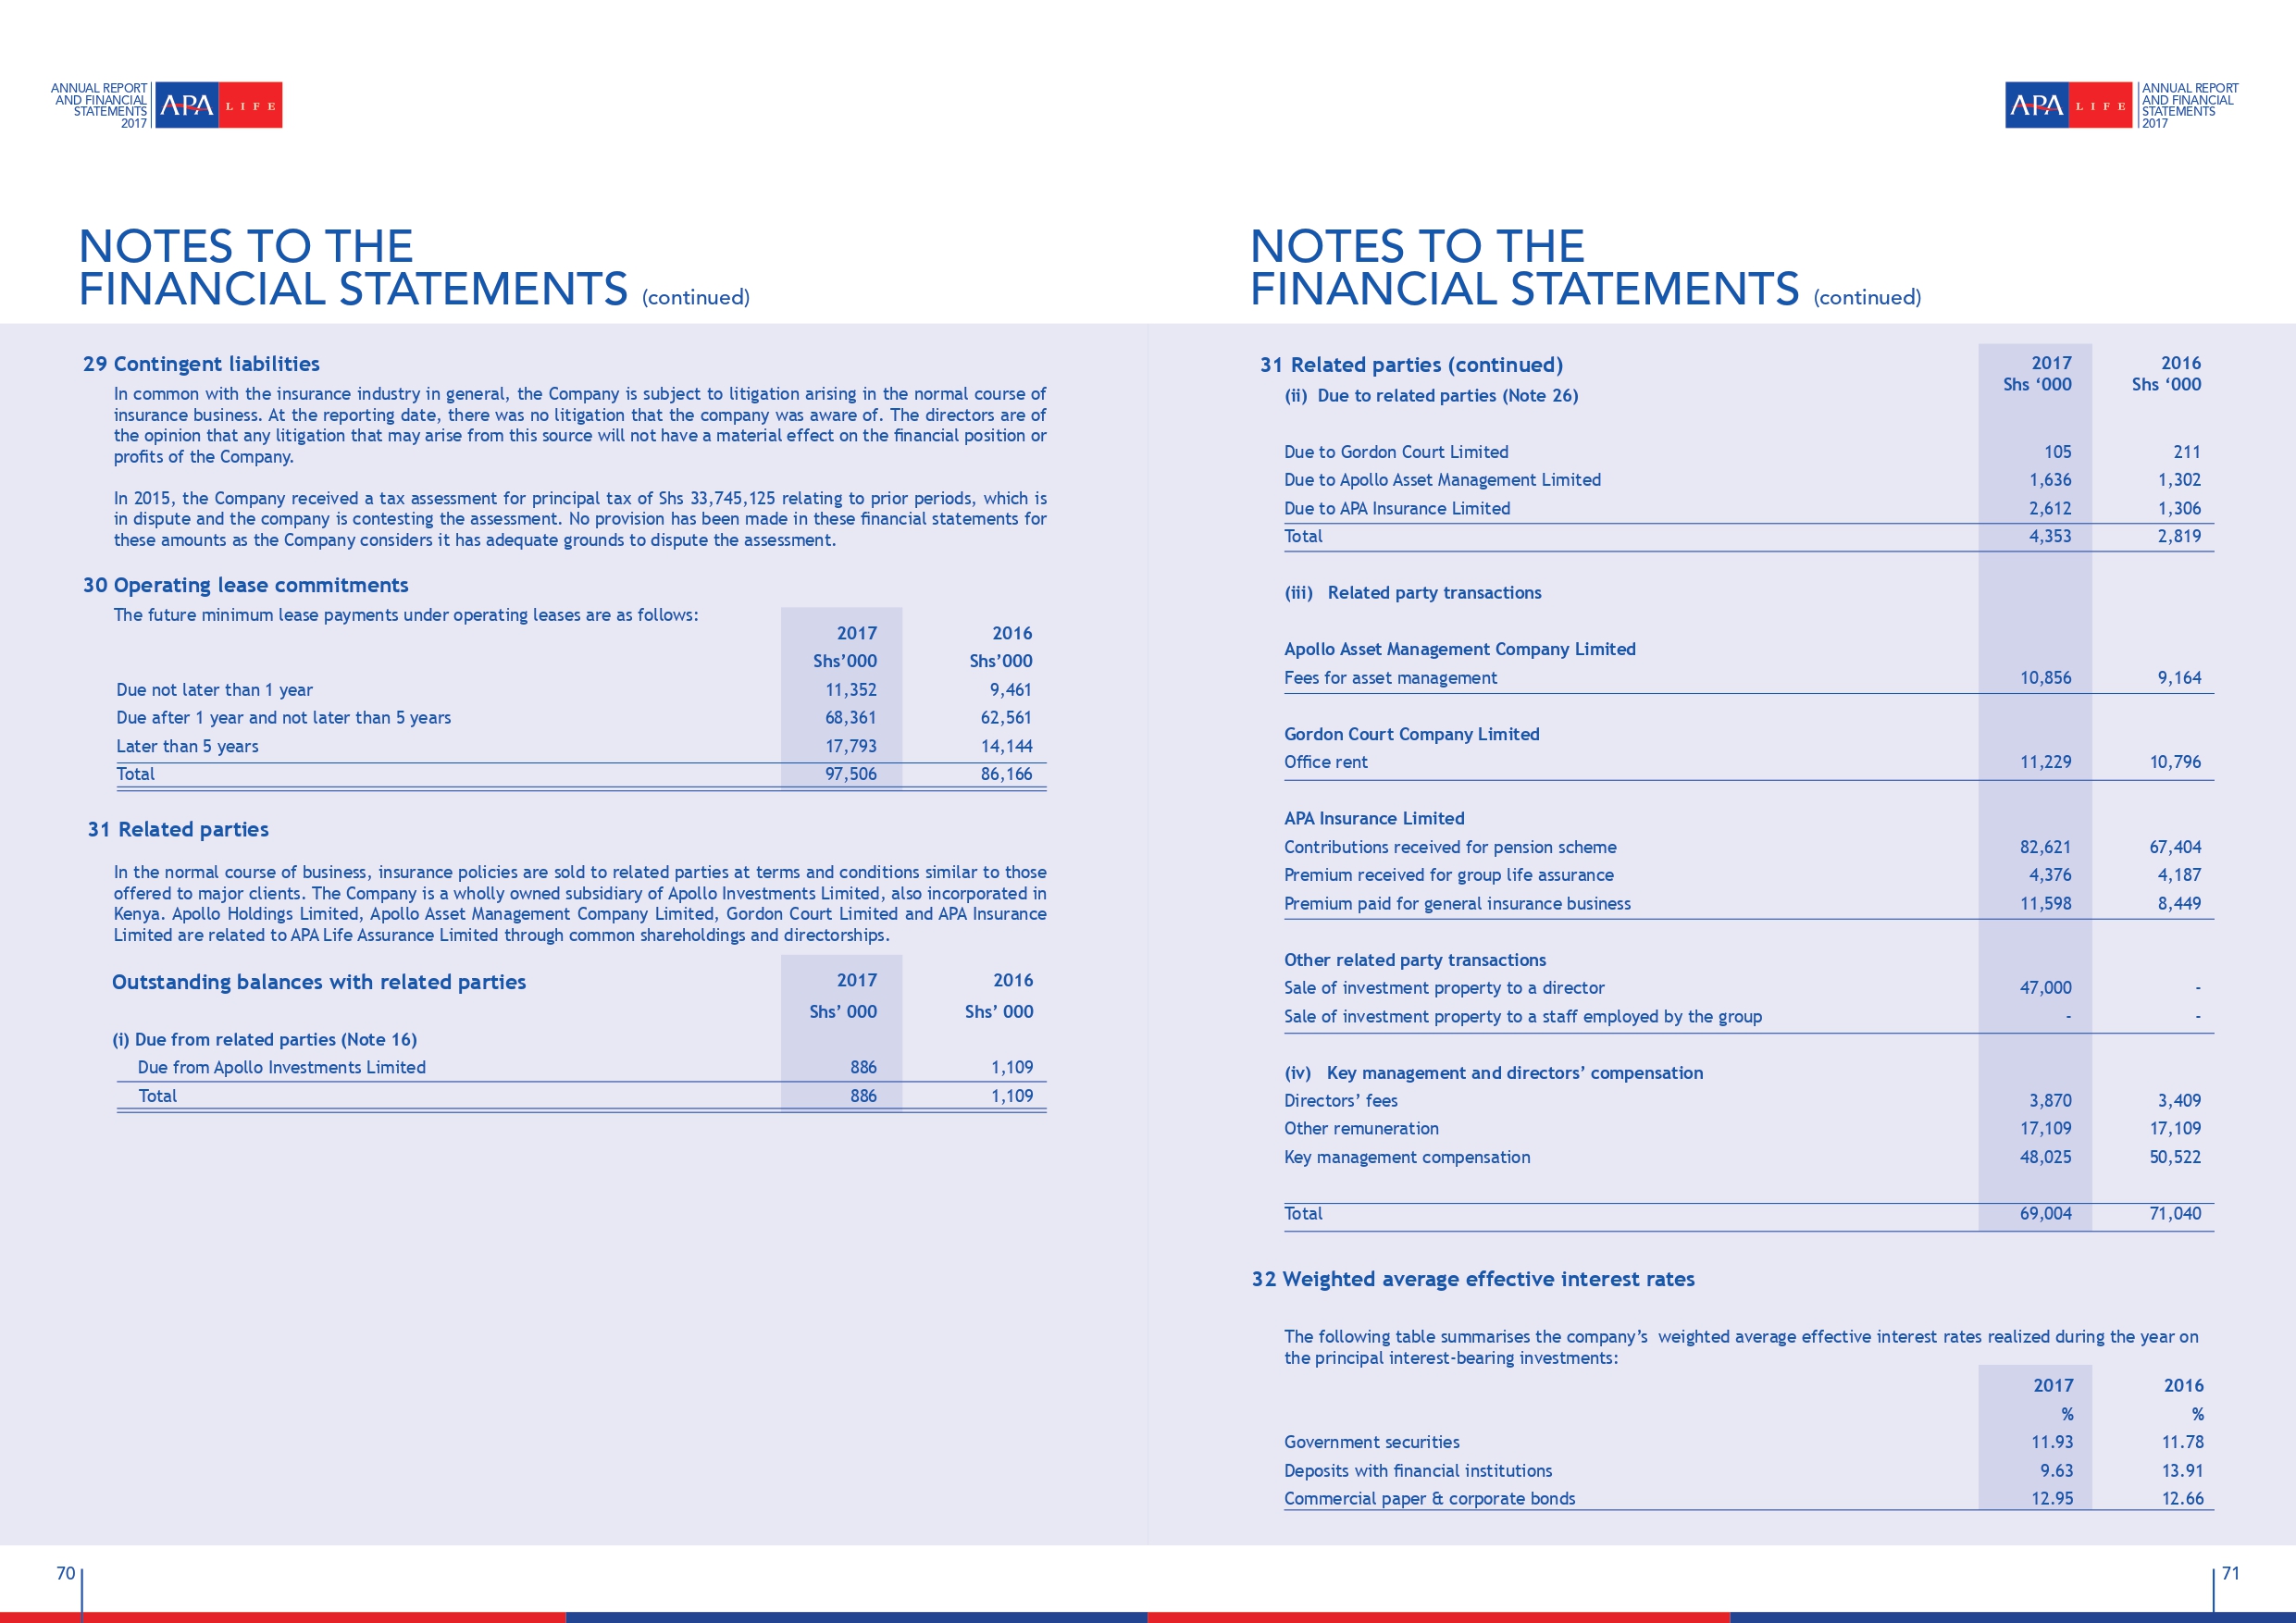 ANNUAL REPORT
AND FINANCIAL
STATEMENTS
2017
APA LIFE
NOTES TO THE
FINANCIAL STATEMENTS (continued)
29 Contingent liabilities
In common with the insurance industry in general, the Company is subject to litigation arising in the normal course of
insurance business. At the reporting date, there was no litigation that the company was aware of. The directors are of
the opinion that any litigation that may arise from this source will not have a material effect on the financial position or
profits of the Company.
In 2015, the Company received a tax assessment for principal tax of Shs 33,745,125 relating to prior periods, which is
in dispute and the company is contesting the assessment. No provision has been made in these financial statements for
these amounts as the Company considers it has adequate grounds to dispute the assessment.
30 Operating lease commitments
The future minimum lease payments under operating leases are as follows:
2017 2016
Shs’000 Shs’000
Due not later than 1 year 11,352 9,461
Due after 1 year and not later than 5 years 68,361 62,561
Later than 5 years 17,793 14,144
Total 97,506 86,166
31 Related parties
In the normal course of business, insurance policies are sold to related parties at terms and conditions similar to those
offered to major clients. The Company is a wholly owned subsidiary of Apollo Investments Limited, also incorporated in
Kenya. Apollo Holdings Limited, Apollo Asset Management Company Limited, Gordon Court Limited and APA Insurance
Limited are related to APA Life Assurance Limited through common shareholdings and directorships.
Outstanding balances with related parties 2017 2016
Shs’ 000 Shs’ 000
(i) Due from related parties (Note 16)
Due from Apollo Investments Limited 886 1,109
Total 886 1,109
70
APA LIFE
ANNUAL REPORT
AND FINANCIAL
STATEMENTS
2017
NOTES TO THE
FINANCIAL STATEMENTS (continued)
31 Related parties (continued) 2017 2016
Shs ‘000 Shs ‘000
(ii) Due to related parties (Note 26)
Due to Gordon Court Limited 105 211
Due to Apollo Asset Management Limited 1,636 1,302
Due to APA Insurance Limited 2,612 1,306
Total 4,353 2,819
(iii) Related party transactions
Apollo Asset Management Company Limited
Fees for asset management 10,856 9,164
Gordon Court Company Limited
Office rent 11,229 10,796
APA Insurance Limited
Contributions received for pension scheme 82,621 67,404
Premium received for group life assurance 4,376 4,187
Premium paid for general insurance business 11,598 8,449
Other related party transactions
Sale of investment property to a director 47,000 -
Sale of investment property to a staff employed by the group - -
(iv) Key management and directors’ compensation
Directors’ fees 3,870 3,409
Other remuneration 17,109 17,109
Key management compensation 48,025 50,522
Total 69,004 71,040
32 Weighted average effective interest rates
The following table summarises the company’s weighted average effective interest rates realized during the year on
the principal interest-bearing investments:
2017 2016
% %
Government securities 11.93 11.78
Deposits with financial institutions 9.63 13.91
Commercial paper & corporate bonds 12.95 12.66
71